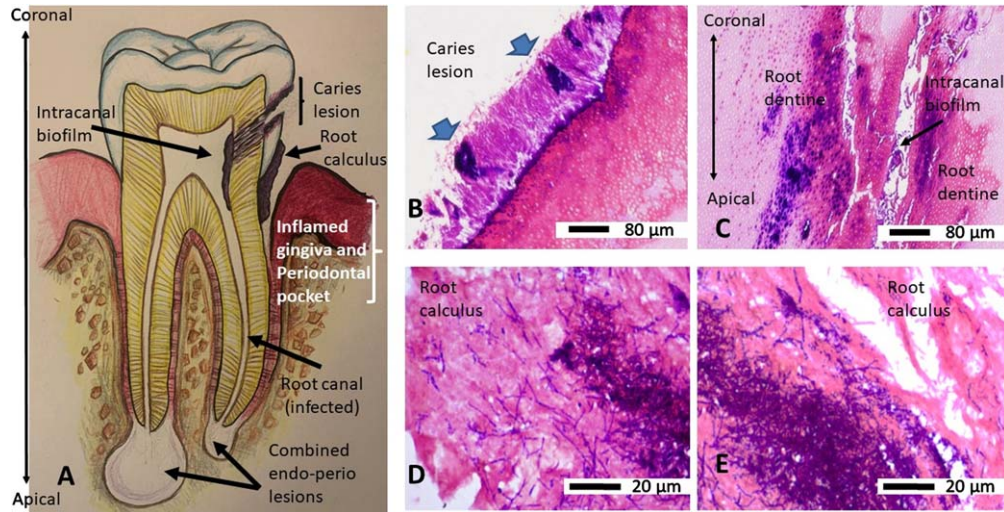 Coronal
Caries
lesion
Intracanal
biofilm
Root
calculus
Inflamed
gingiva and
Periodontal
pocket
Root canal
(infected)
Combined
endo-perio
lesions
A
Apical
Caries
lesion
B
80 µm
Coronal
Root
dentine
Intracanal
biofilm
Apical
Root
dentine
C
80 µm
Root
calculus
D
20 µm
Root
calculus
E
20 µm